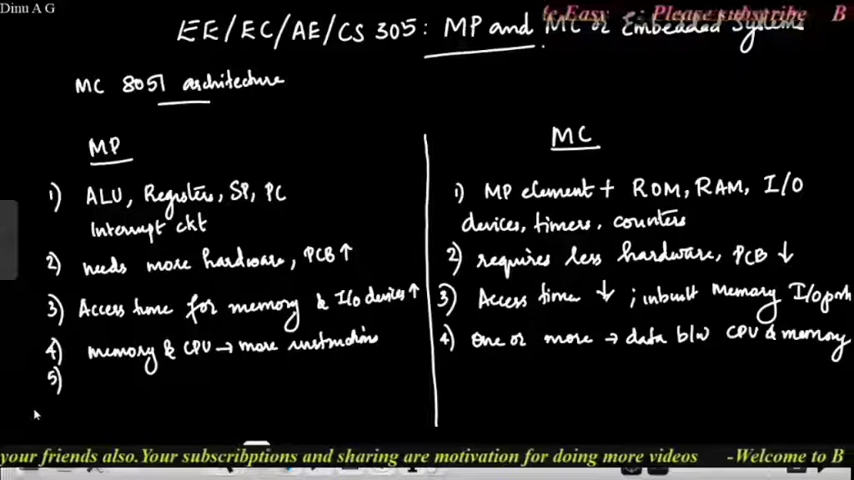 Dinu A G
Easy : Please subscribe B
EE/EC/AE/CS 305: MP and MC or Embedded Systems
MC 8051 architecture
MP
1) ALU, Registers, SP, PC
Interrupt ckt
2) needs more hardware, PCB ↑
3) Access time for memory & I/o devices ↑
4) memory & CPU → more instructions
5)
MC
1) MP element + ROM, RAM, I/O
devices, timers, counters
2) requires less hardware, PCB ↓
3) Access time ↓ ; inbuilt Memory I/o
4) One or more → data b/w CPU & memory
your friends also.Your subscribptions and sharing are motivation for doing more videos -Welcome to B